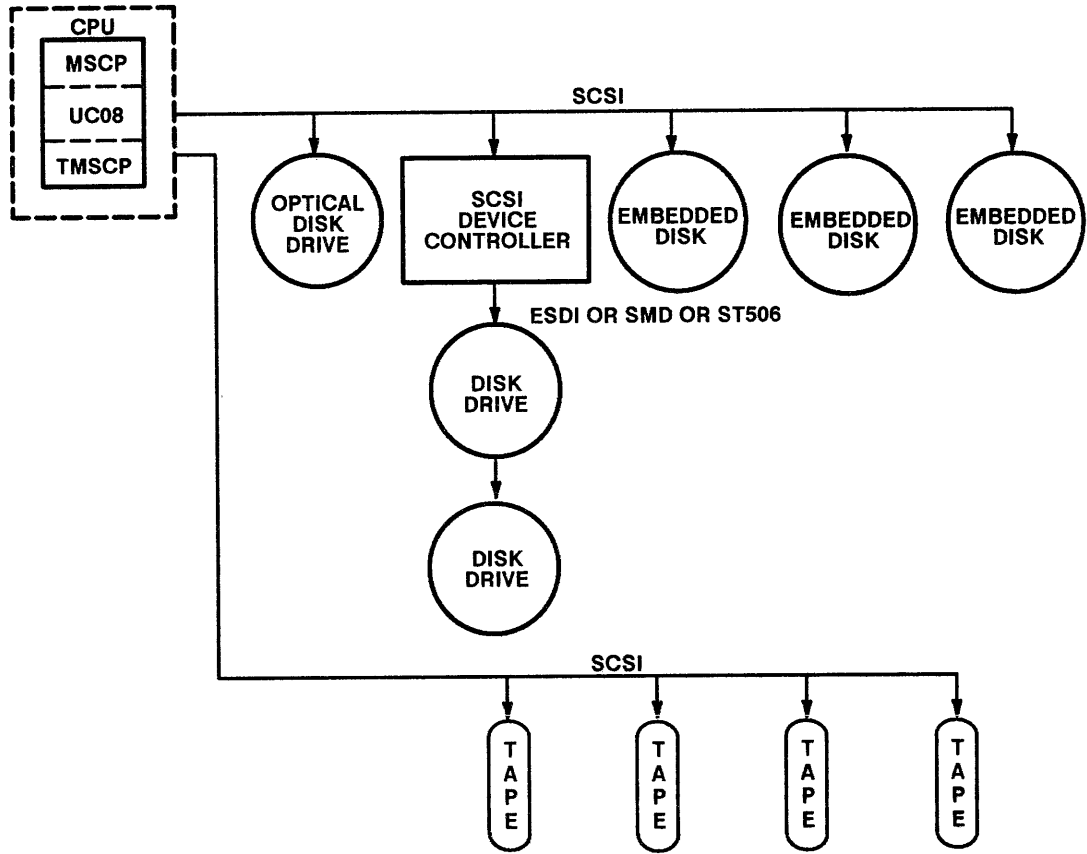 CPU
MSCP
UC08
TMSCP
SCSI
OPTICAL
DISK
DRIVE
SCSI
DEVICE
CONTROLLER
EMBEDDED
DISK
EMBEDDED
DISK
EMBEDDED
DISK
ESDI OR SMD OR ST506
DISK
DRIVE
DISK
DRIVE
SCSI
TAPE
TAPE
TAPE
TAPE